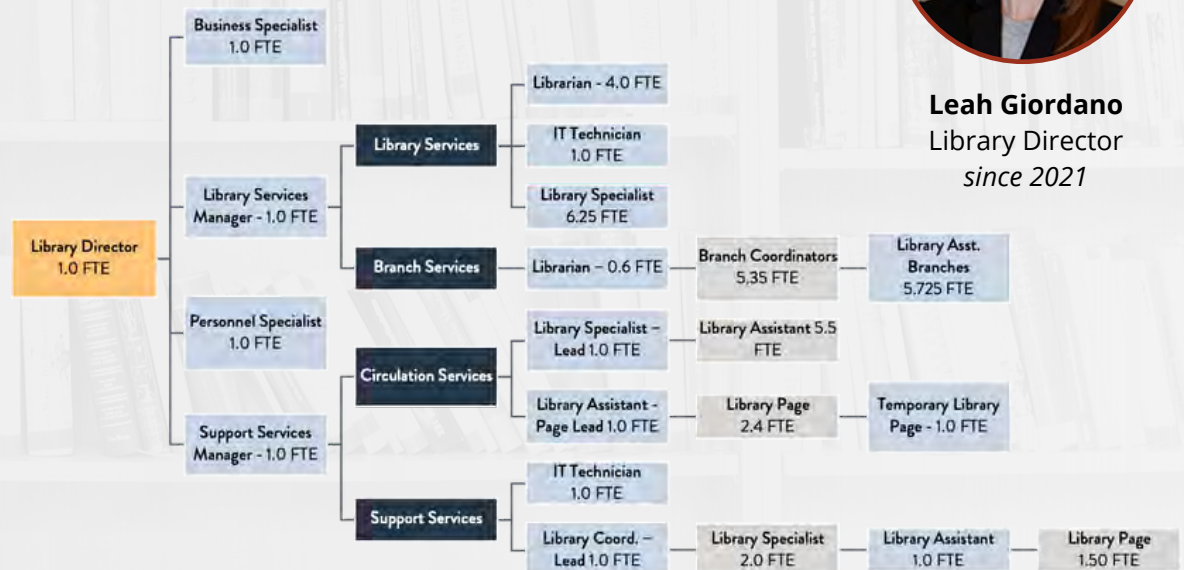 Business Specialist
1.0 FTE
Leah Giordano
Library Director
since 2021
Library Director
1.0 FTE
Library Services
Manager - 1.0 FTE
Library Services
Librarian - 4.0 FTE
IT Technician
1.0 FTE
Library Specialist
6.25 FTE
Branch Services
Librarian – 0.6 FTE
Branch Coordinators
5.35 FTE
Library Asst.
Branches
5.725 FTE
Personnel Specialist
1.0 FTE
Support Services
Manager - 1.0 FTE
Circulation Services
Library Specialist –
Lead 1.0 FTE
Library Assistant 5.5
FTE
Library Assistant -
Page Lead 1.0 FTE
Library Page
2.4 FTE
Temporary Library
Page - 1.0 FTE
Support Services
IT Technician
1.0 FTE
Library Coord. –
Lead 1.0 FTE
Library Specialist
2.0 FTE
Library Assistant
1.0 FTE
Library Page
1.50 FTE